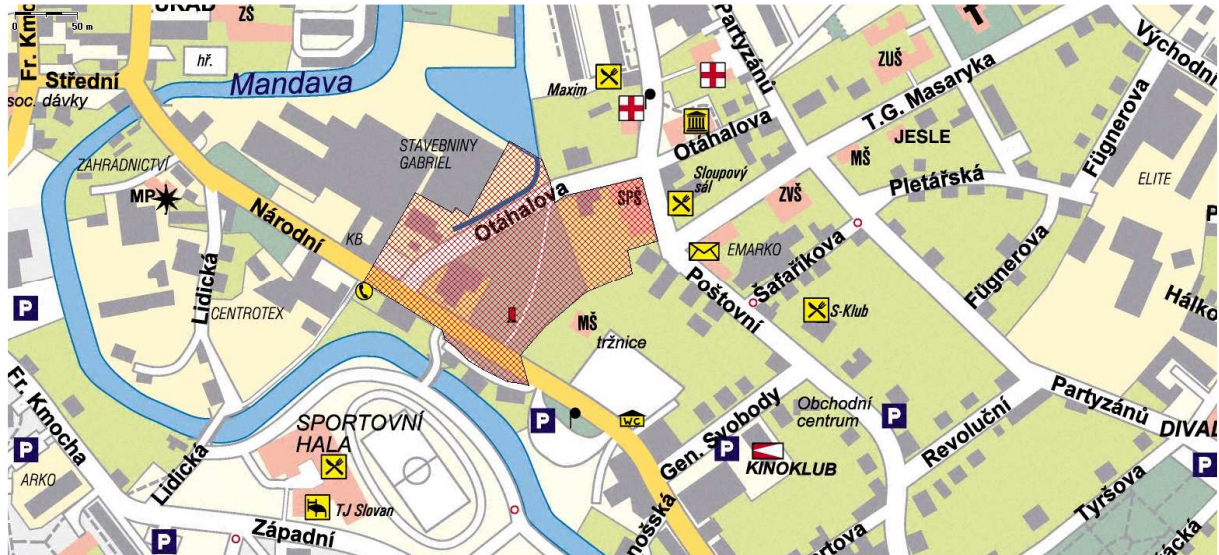 ÚŘAD
ZŠ
0 50 m
Fr. Kmo
Střední
soc. dávky
hř.
Mandava
Maxim
Partyzánů
ZUŠ
T.G. Masaryka
Východní
JESLE
MŠ
Fügnerova
ELITE
Otáhalova
STAVEBNINY
GABRIEL
ZAHRADNICTVÍ
MP
Národní
KB
Lidická
CENTROTEX
Otáhalova
SPŠ
Sloupový
sál
ZVŠ
Pletářská
EMARKO
Šafaříkova
Poštovní
Fügnerova
Hálko
P
S-Klub
MŠ
tržnice
P
Fr. Kmocha
P
ARKO
Lidická
SPORTOVNÍ
HALA
TJ Slovan
Západní
P
P
WC
Gen. Svobody
P
KINOKLUB
Obchodní
centrum
P
Revoluční
Partyzánů
DIVAL
P
Tyršova
nošská
P
rtova
ácká
P